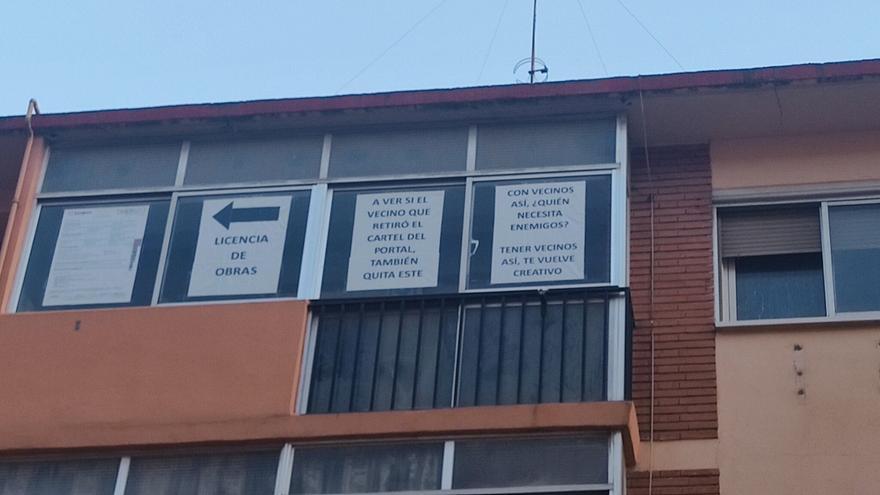 LICENCIA
DE
OBRAS
A VER SI EL
VECINO QUE
RETIRÓ EL
CARTEL DEL
PORTAL,
TAMBIÉN
QUITA ESTE
CON VECINOS
ASÍ, ¿QUIÉN
NECESITA
ENEMIGOS?
TENER VECINOS
ASÍ, TE VUELVE
CREATIVO